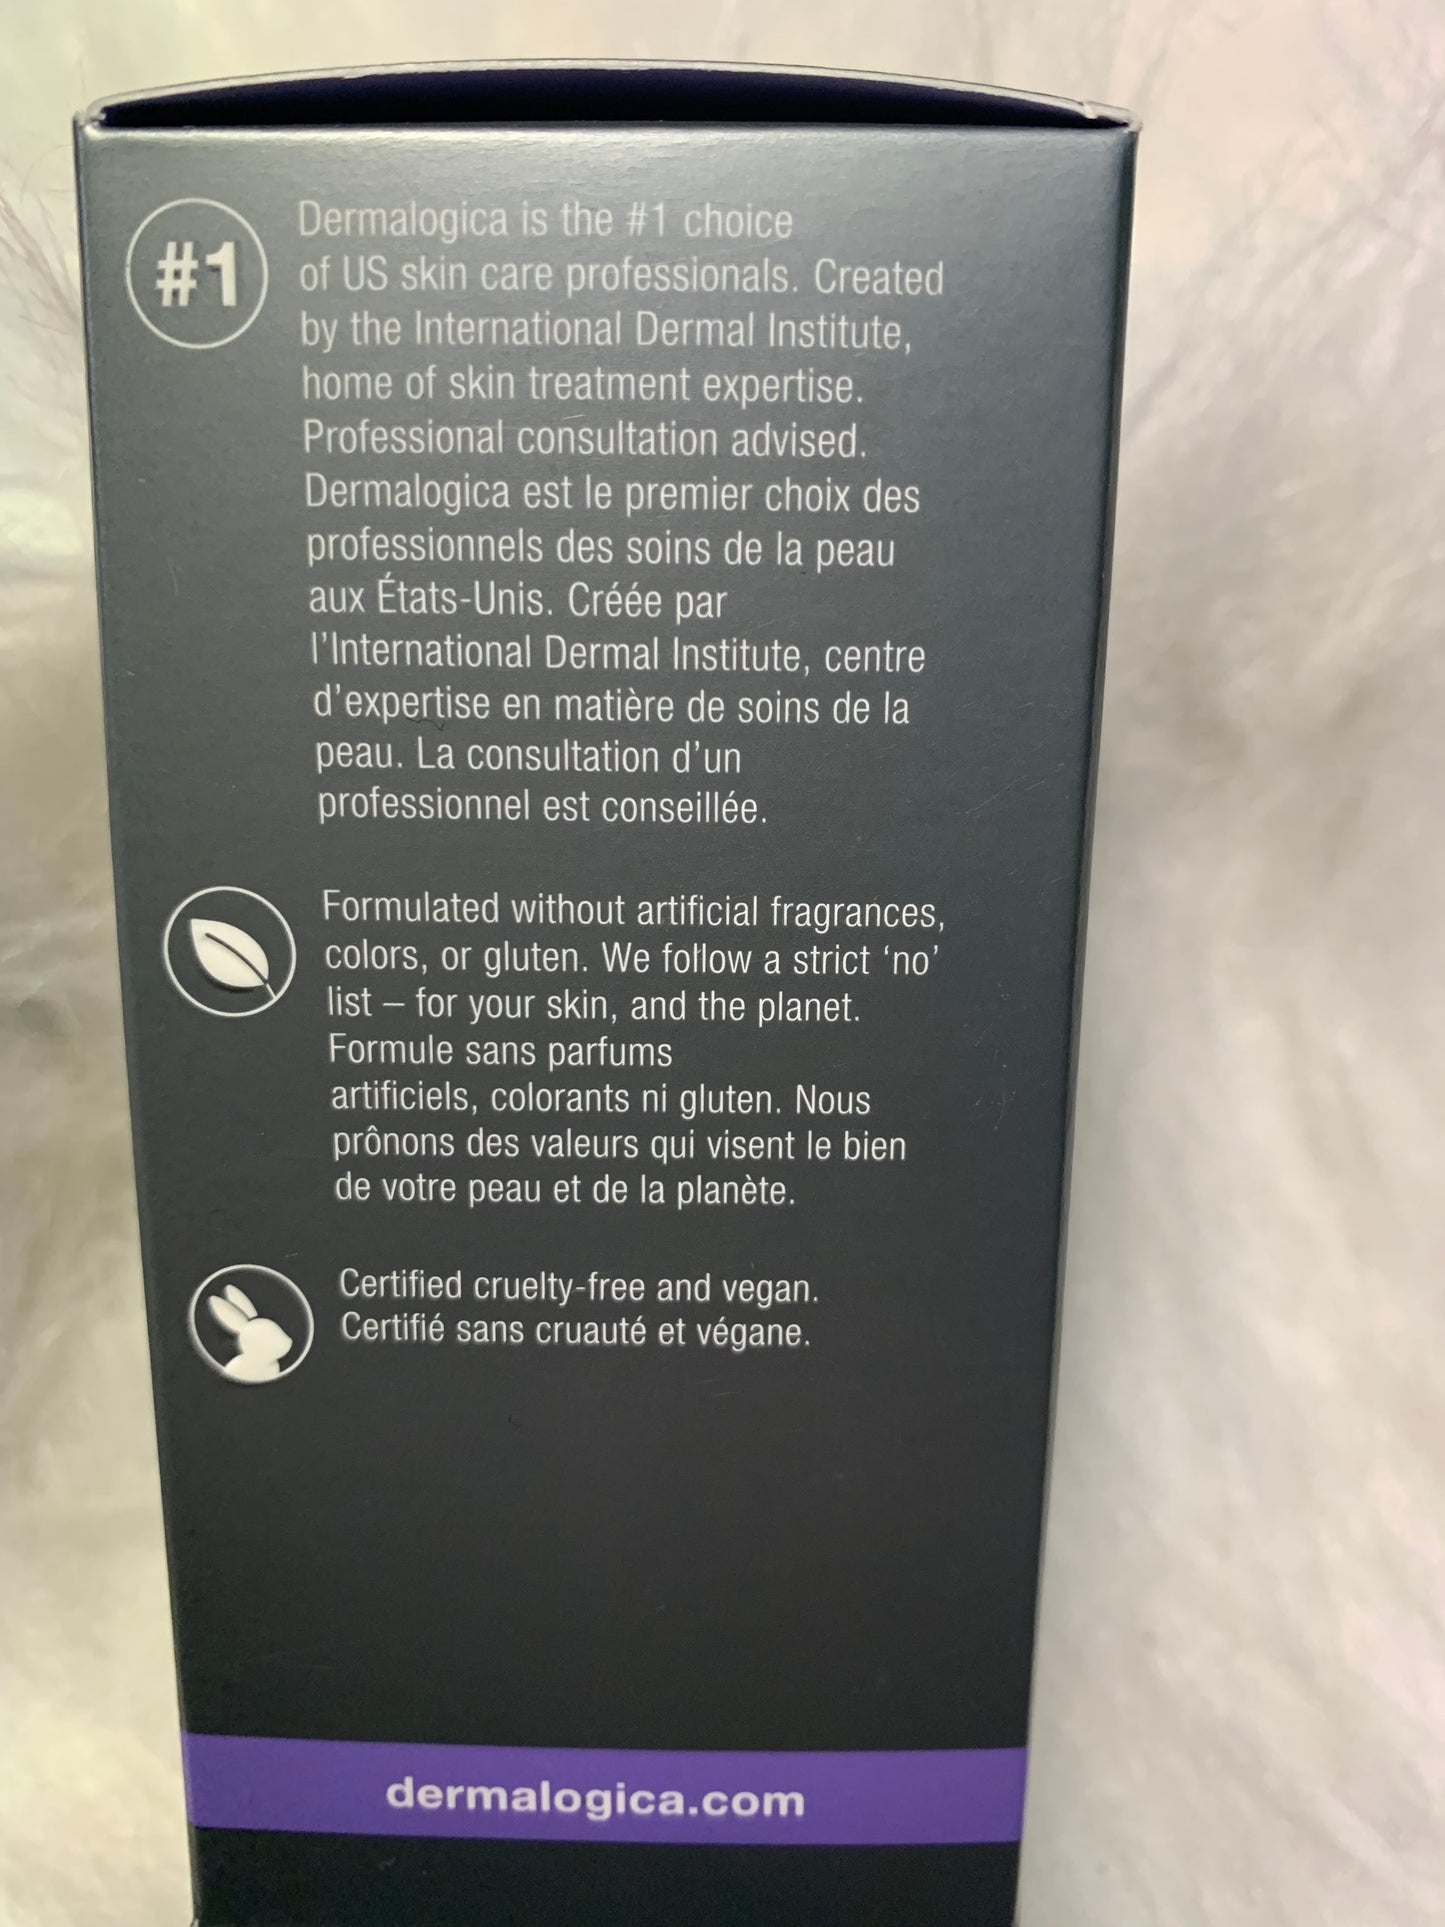 #1
Dermalogica is the #1 choice
of US skin care professionals. Created
by the International Dermal Institute,
home of skin treatment expertise.
Professional consultation advised.
Dermalogica est le premier choix des
professionnels des soins de la peau
aux États-Unis. Créée par
l'International Dermal Institute, centre
d'expertise en matière de soins de la
peau. La consultation d'un
professionnel est conseillée.
Formulated without artificial fragrances,
colors, or gluten. We follow a strict ‘no’
list – for your skin, and the planet.
Formule sans parfums
artificiels, colorants ni gluten. Nous
prônons des valeurs qui visent le bien
de votre peau et de la planète.
Certified cruelty-free and vegan.
Certifié sans cruauté et végane.
dermalogica.com